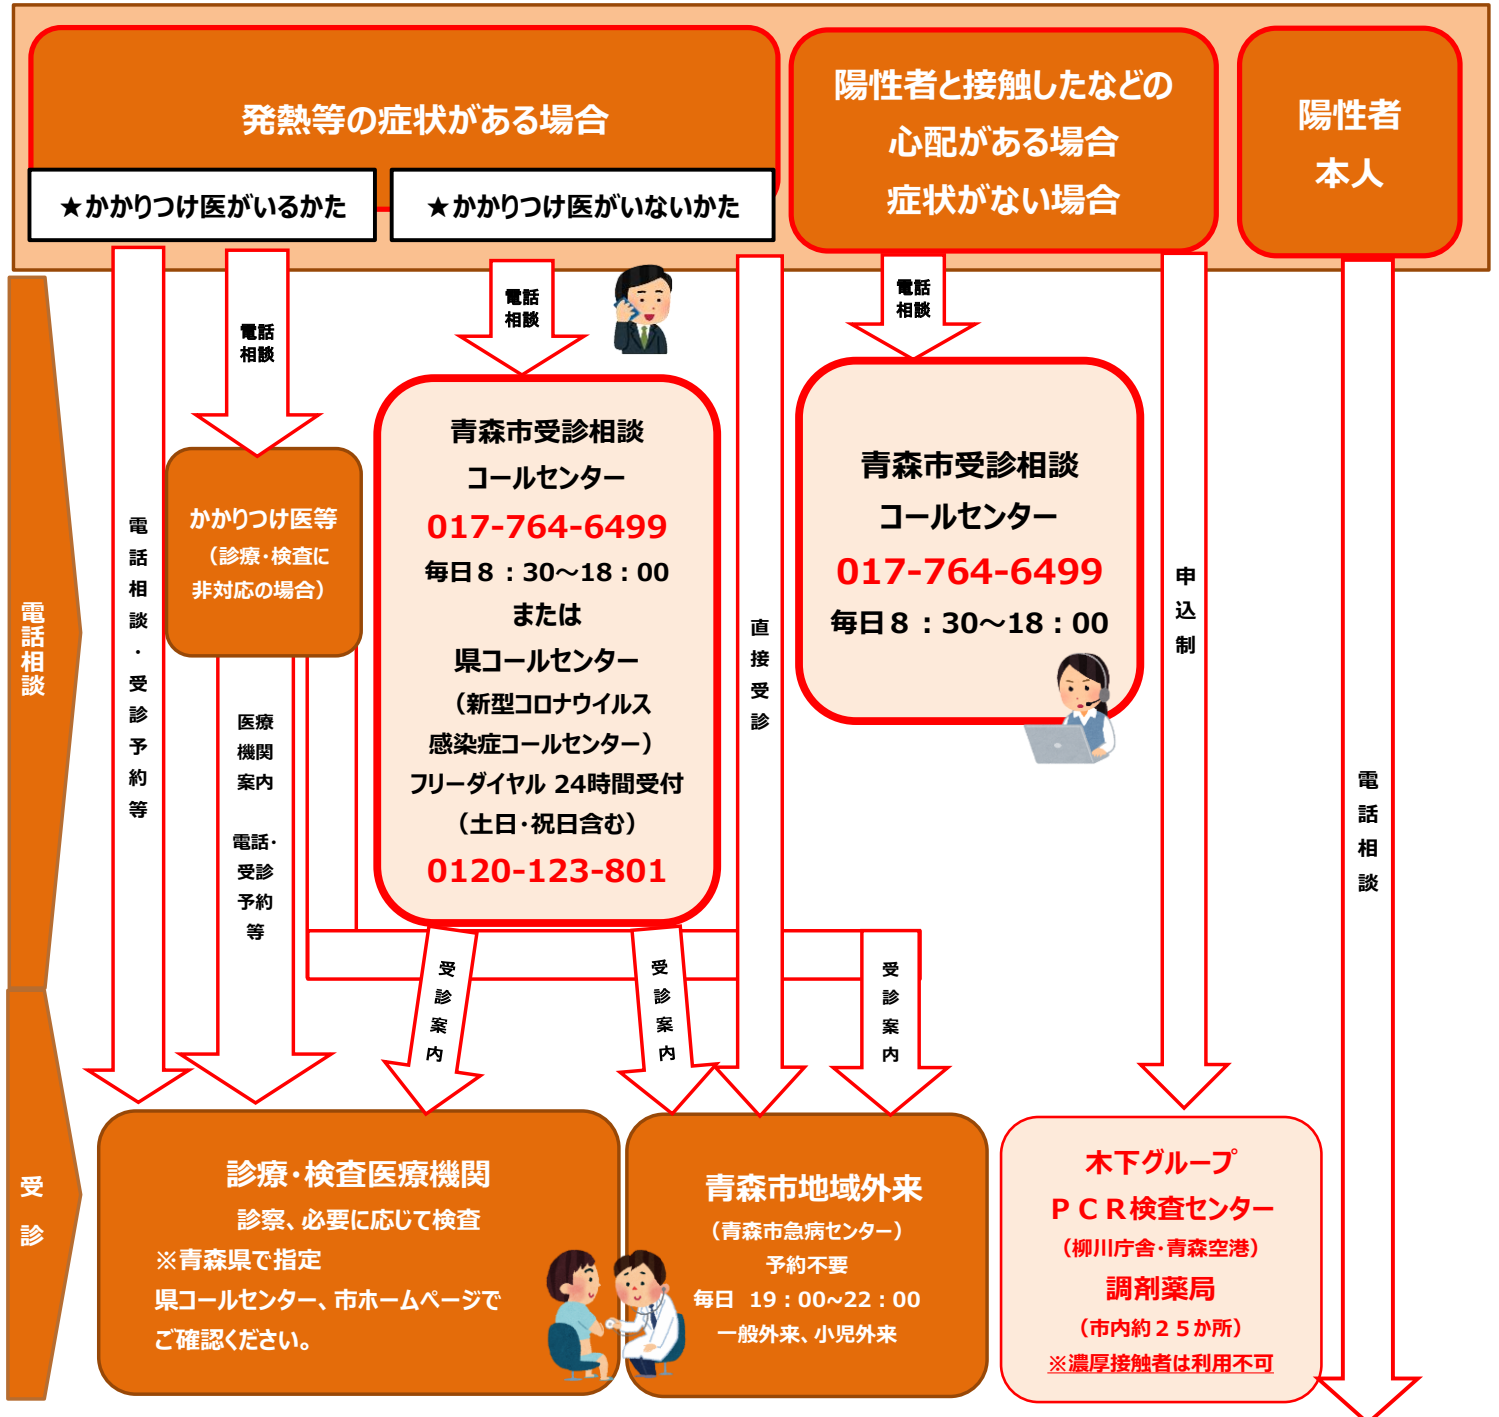 発熱等の症状がある場合
★かかりつけ医がいるかた
★かかりつけ医がいないかた
陽性者と接触したなどの
心配がある場合
症状がない場合
陽性者
本人
電話相談
受診
電話相談・受診予約等
電話
相談
かかりつけ医等
（診療・検査に
非対応の場合）
医療
機関
案内
電話・
受診
予約
等
電話
相談
青森市受診相談
コールセンター
017-764-6499
毎日８：30～18：00
または
県コールセンター
（新型コロナウイルス
感染症コールセンター）
フリーダイヤル 24時間受付
（土日・祝日含む）
0120-123-801
受診案内
受診案内
受診案内
直接受診
電話
相談
青森市受診相談
コールセンター
017-764-6499
毎日８：30～18：00
申込制
電話相談
診療・検査医療機関
診察、必要に応じて検査
※青森県で指定
県コールセンター、市ホームページで
ご確認ください。
青森市地域外来
（青森市急病センター）
予約不要
毎日 19：00~22：00
一般外来、小児外来
木下グループ
ＰＣＲ検査センター
（柳川庁舎・青森空港）
調剤薬局
（市内約２５か所）
※濃厚接触者は利用不可